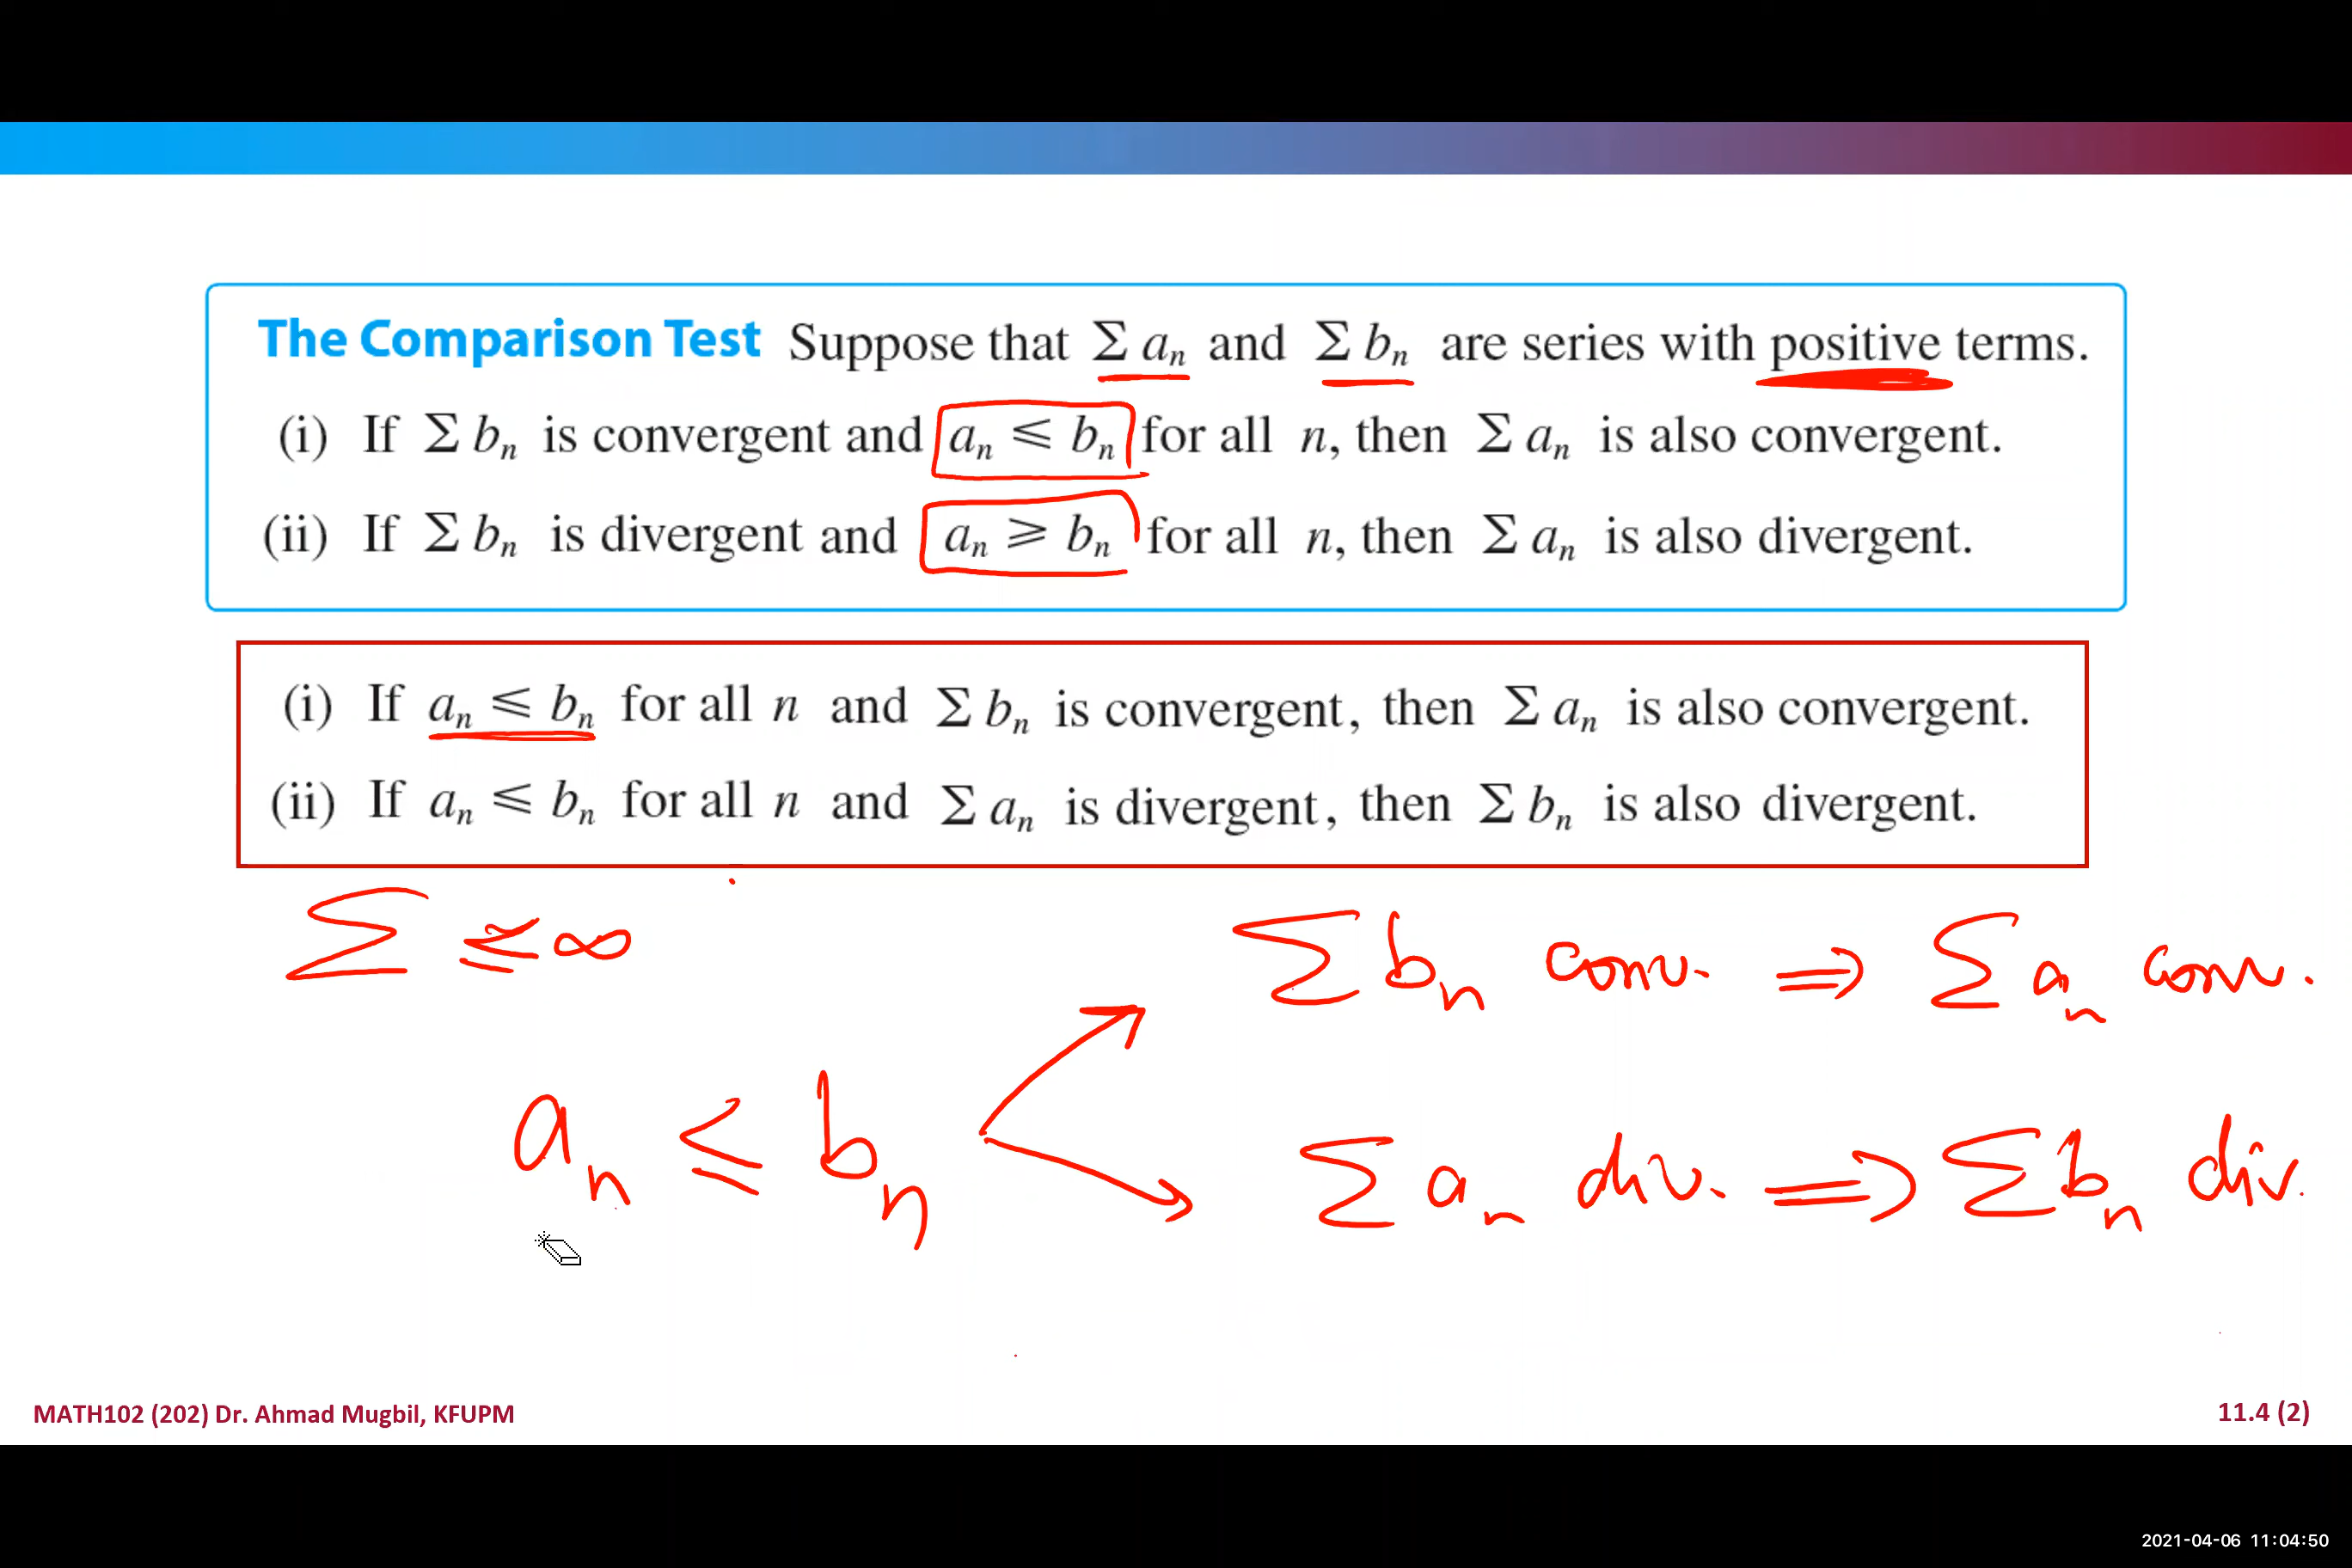 The Comparison Test Suppose that Σ aₙ and Σ bₙ are series with positive terms.
(i) If Σ bₙ is convergent and aₙ ⩽ bₙ for all n, then Σ aₙ is also convergent.
(ii) If Σ bₙ is divergent and aₙ ⩾ bₙ for all n, then Σ aₙ is also divergent.
(i) If aₙ ⩽ bₙ for all n and Σ bₙ is convergent, then Σ aₙ is also convergent.
(ii) If aₙ ⩽ bₙ for all n and Σ aₙ is divergent, then Σ bₙ is also divergent.
Σ ∞
Σ bₙ conv. ⇒ Σ aₙ conv.
aₙ ≤ bₙ
Σ aₙ div. ⇒ Σ bₙ div.
MATH102 (202) Dr. Ahmad Mugbil, KFUPM
11.4 (2)
2021-04-06 11:04:50